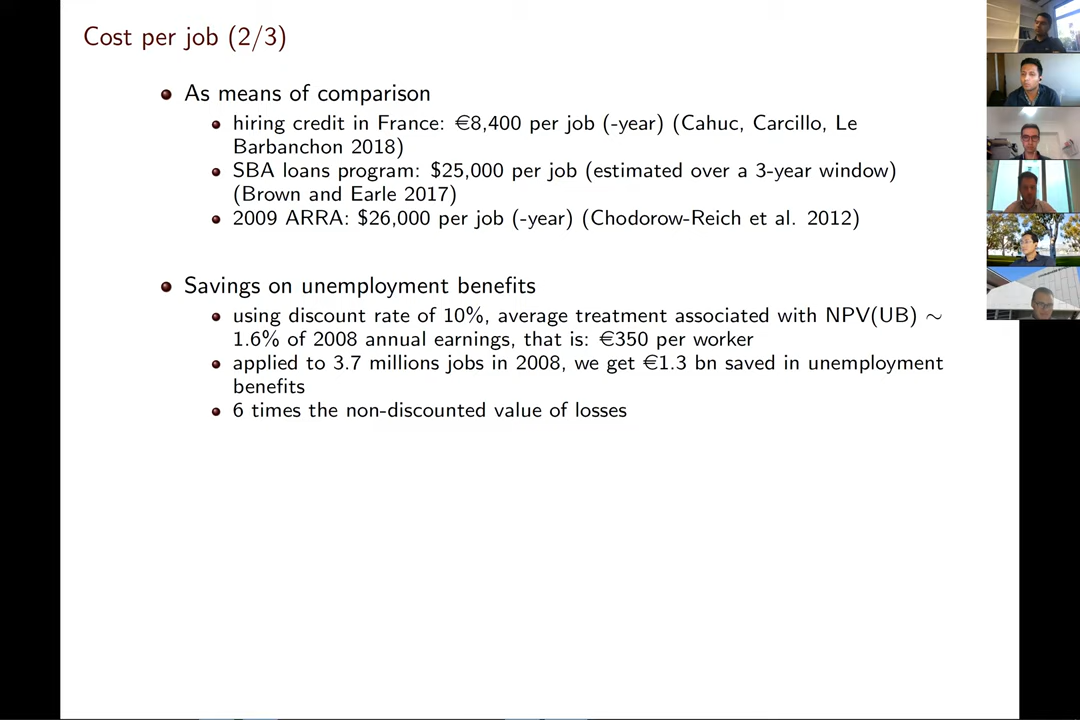 Cost per job (2/3)
As means of comparison
hiring credit in France: €8,400 per job (-year) (Cahuc, Carcillo, Le
Barbanchon 2018)
SBA loans program: $25,000 per job (estimated over a 3-year window)
(Brown and Earle 2017)
2009 ARRA: $26,000 per job (-year) (Chodorow-Reich et al. 2012)
Savings on unemployment benefits
using discount rate of 10%, average treatment associated with NPV(UB) ∼
1.6% of 2008 annual earnings, that is: €350 per worker
applied to 3.7 millions jobs in 2008, we get €1.3 bn saved in unemployment
benefits
6 times the non-discounted value of losses